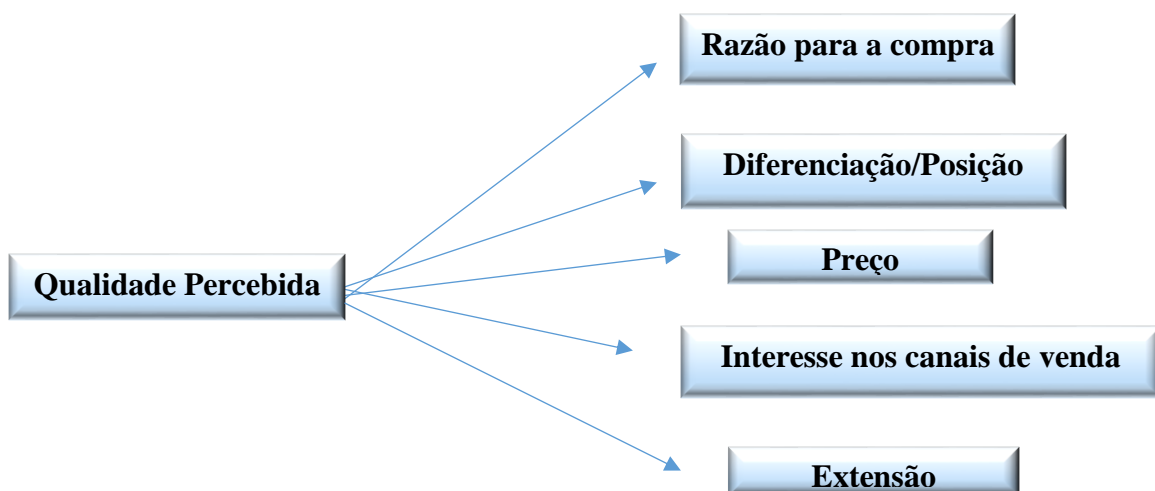 Razão para a compra
Diferenciação/Posição
Preço
Qualidade Percebida
Interesse nos canais de venda
Extensão